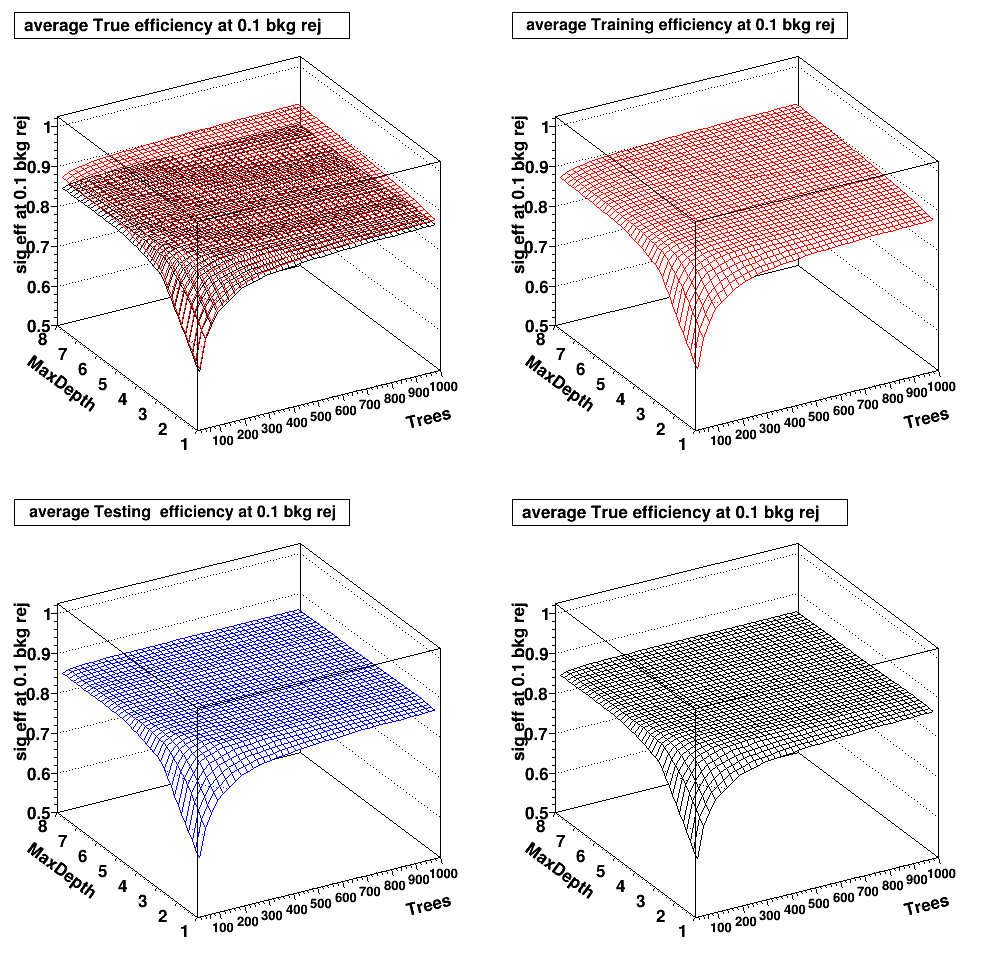 average True efficiency at 0.1 bkg rej
sig eff at 0.1 bkg rej
1
0.9
0.8
0.7
0.6
0.5
8
7
6
5
4
3
2
1
MaxDepth
100 200 300 400 500 600 700 800 900 1000
Trees
average Training efficiency at 0.1 bkg rej
sig eff at 0.1 bkg rej
1
0.9
0.8
0.7
0.6
0.5
8
7
6
5
4
3
2
1
MaxDepth
100 200 300 400 500 600 700 800 900 1000
Trees
average Testing  efficiency at 0.1 bkg rej
sig eff at 0.1 bkg rej
1
0.9
0.8
0.7
0.6
0.5
8
7
6
5
4
3
2
1
MaxDepth
100 200 300 400 500 600 700 800 900 1000
Trees
average True efficiency at 0.1 bkg rej
sig eff at 0.1 bkg rej
1
0.9
0.8
0.7
0.6
0.5
8
7
6
5
4
3
2
1
MaxDepth
100 200 300 400 500 600 700 800 900 1000
Trees